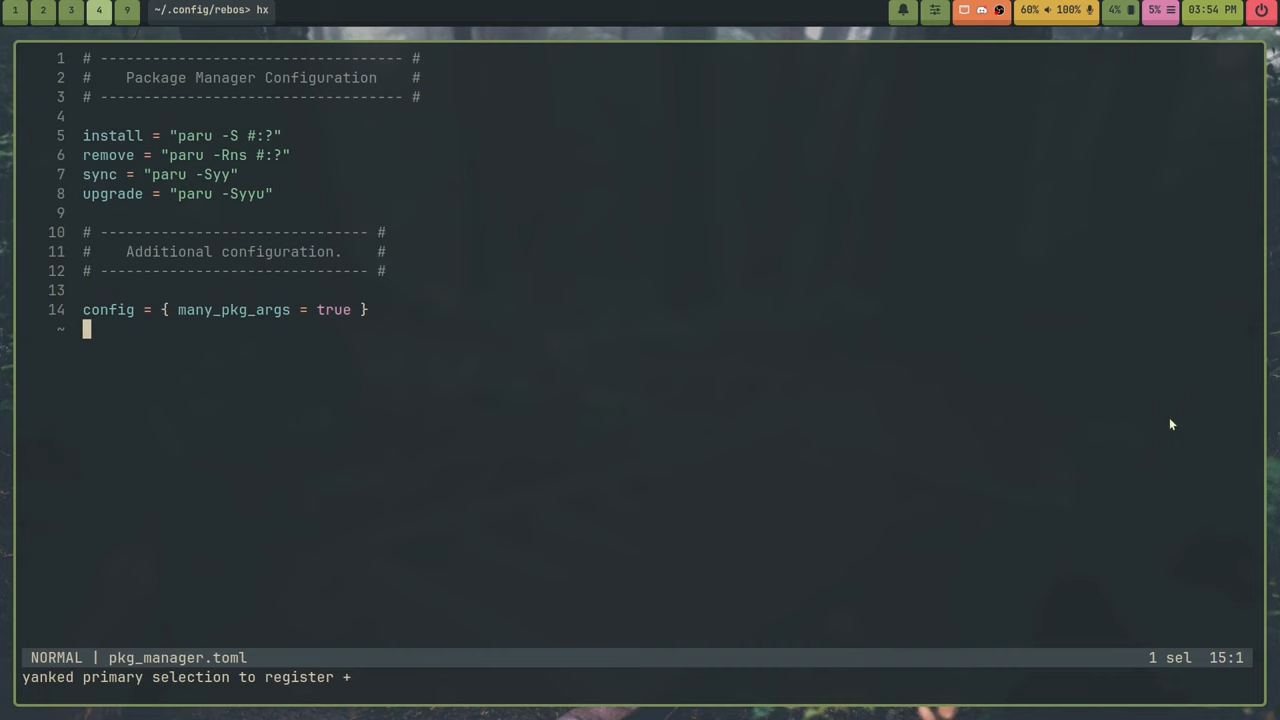 1 2 3 4 9 ~/.config/rebos> hx 60% 100% 4% 5% 03:54 PM
1 # ----------------------------------- #
2 #    Package Manager Configuration    #
3 # ----------------------------------- #
4
5 install = "paru -S #:?"
6 remove = "paru -Rns #:?"
7 sync = "paru -Syy"
8 upgrade = "paru -Syyu"
9
10 # ------------------------------- #
11 #    Additional configuration.    #
12 # ------------------------------- #
13
14 config = { many_pkg_args = true }
~
NORMAL | pkg_manager.toml 1 sel 15:1
yanked primary selection to register +